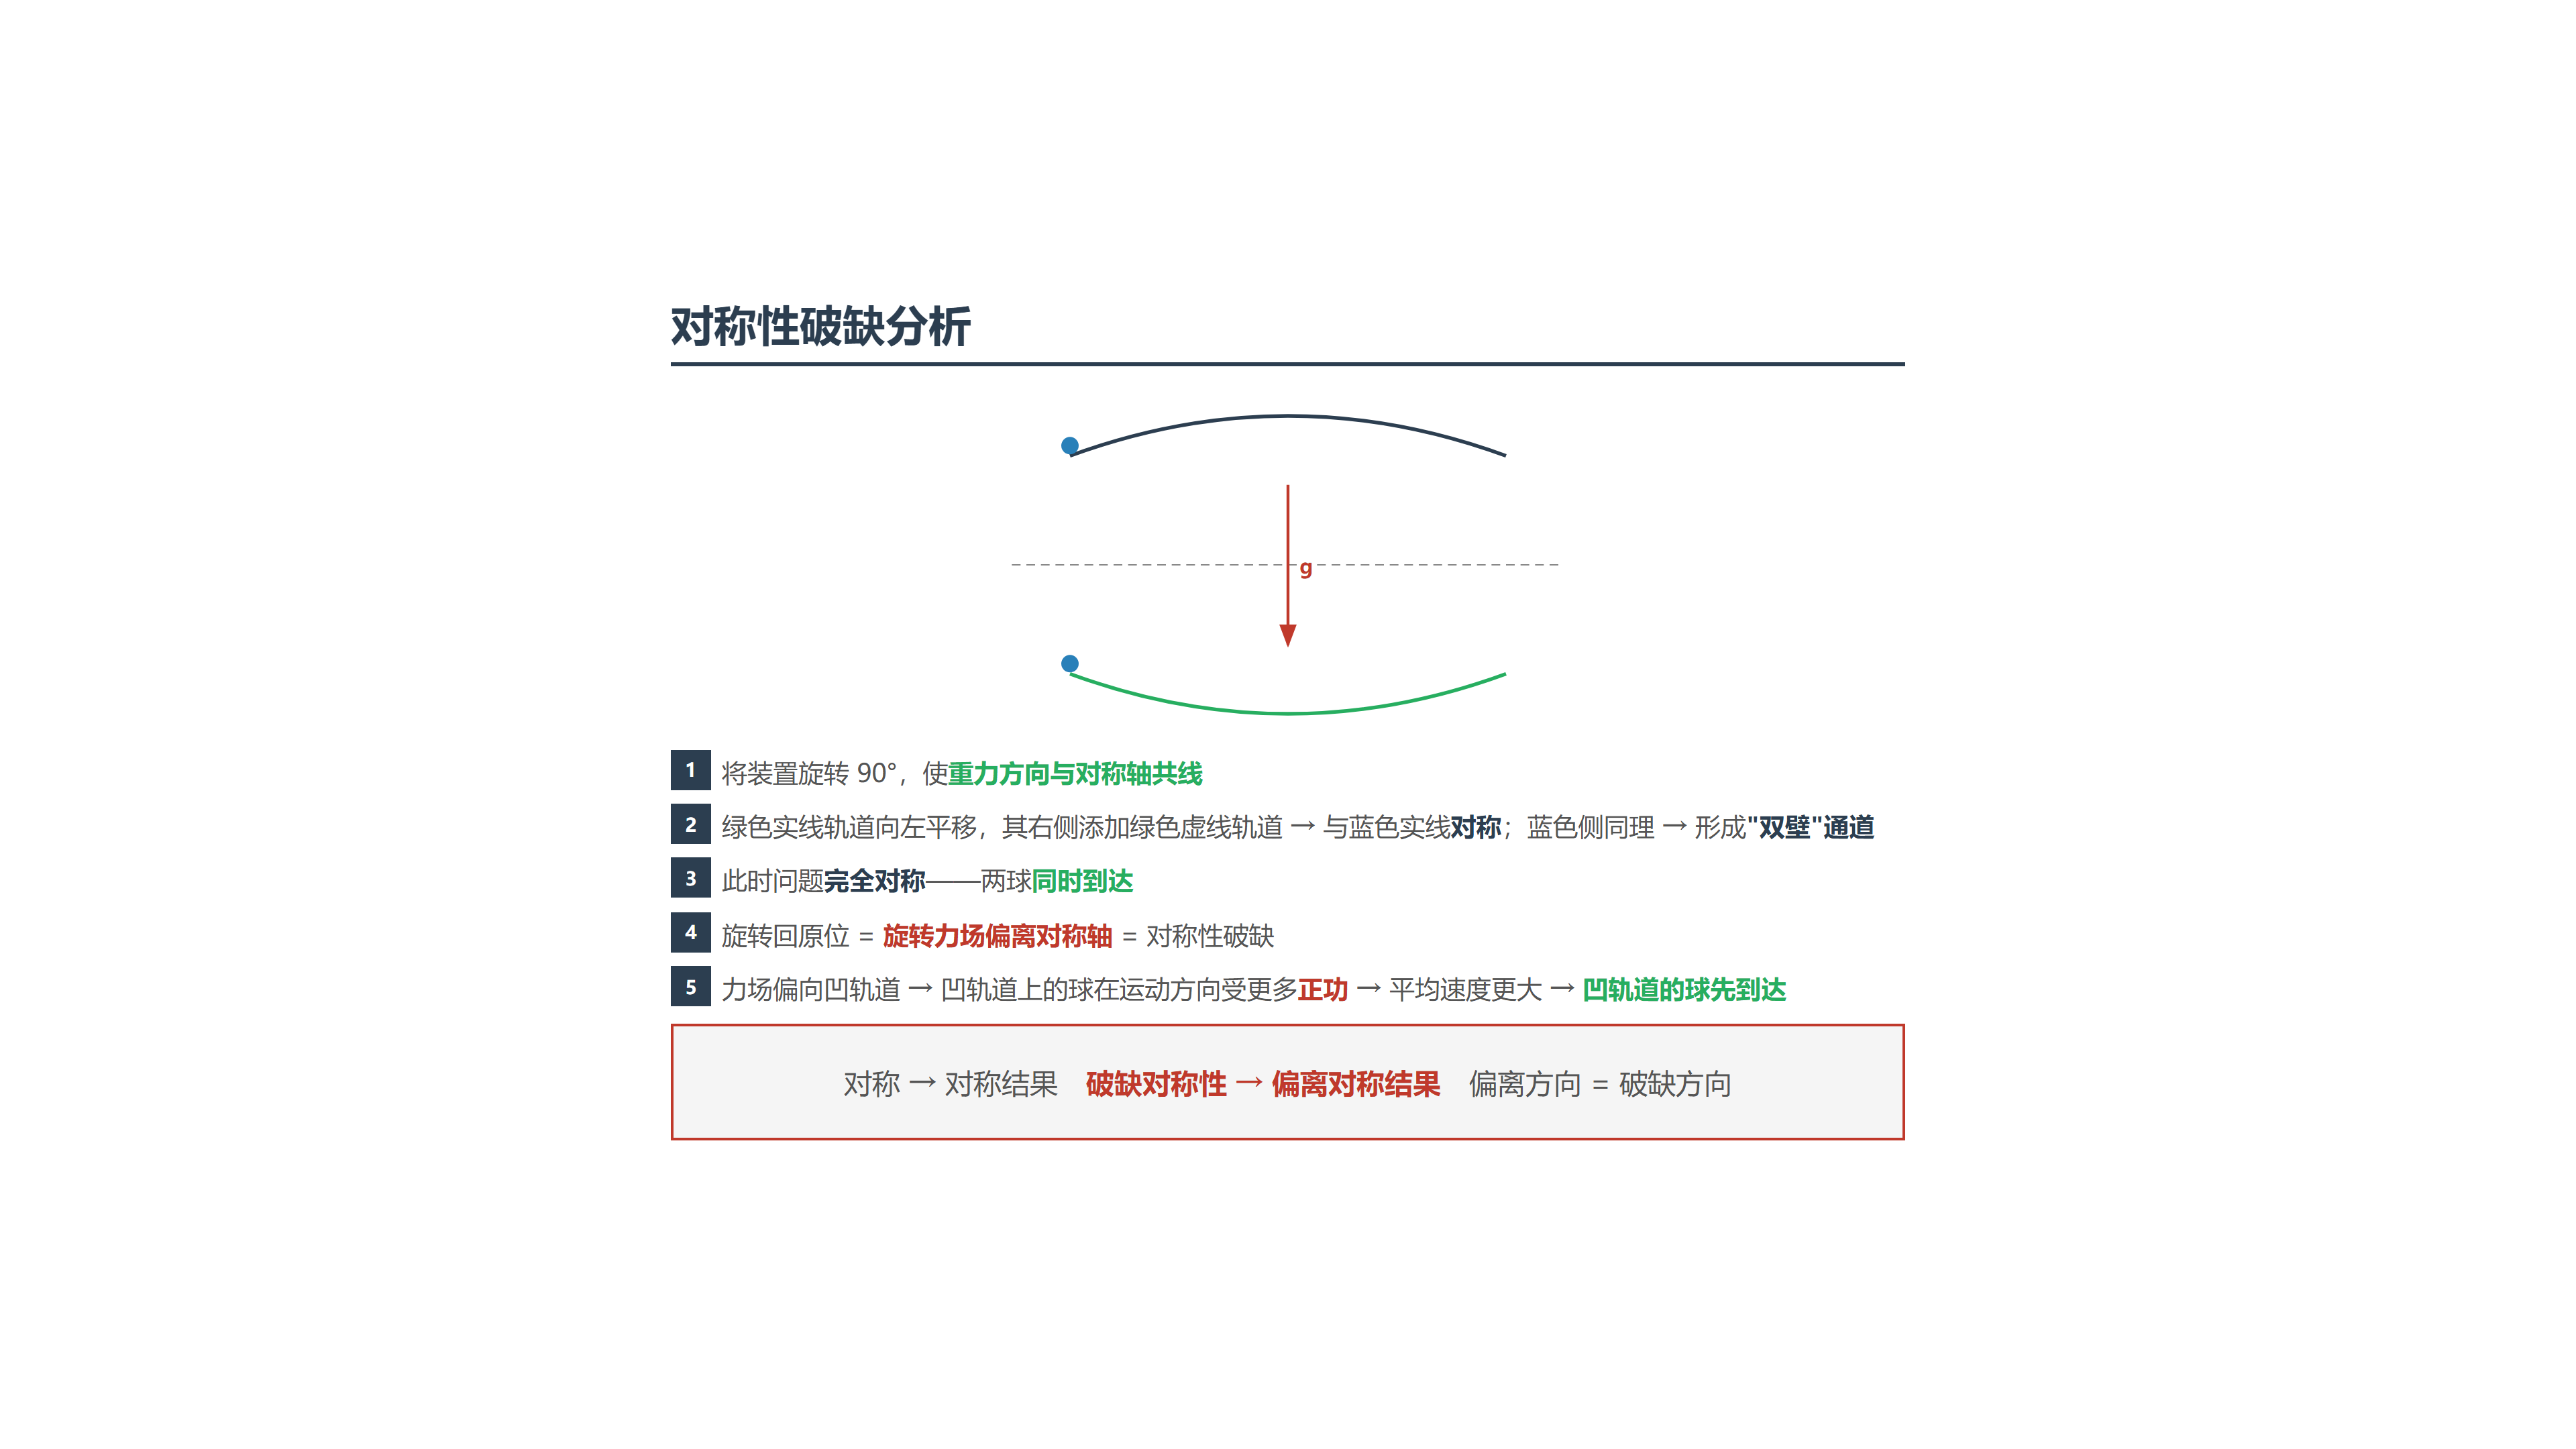 对称性破缺分析
g
1 将装置旋转 90°，使重力方向与对称轴共线
2 绿色实线轨道向左平移，其右侧添加绿色虚线轨道 → 与蓝色实线对称；蓝色侧同理 → 形成"双壁"通道
3 此时问题完全对称——两球同时到达
4 旋转回原位 = 旋转力场偏离对称轴 = 对称性破缺
5 力场偏向凹轨道 → 凹轨道上的球在运动方向受更多正功 → 平均速度更大 → 凹轨道的球先到达
对称 → 对称结果 破缺对称性 → 偏离对称结果 偏离方向 = 破缺方向